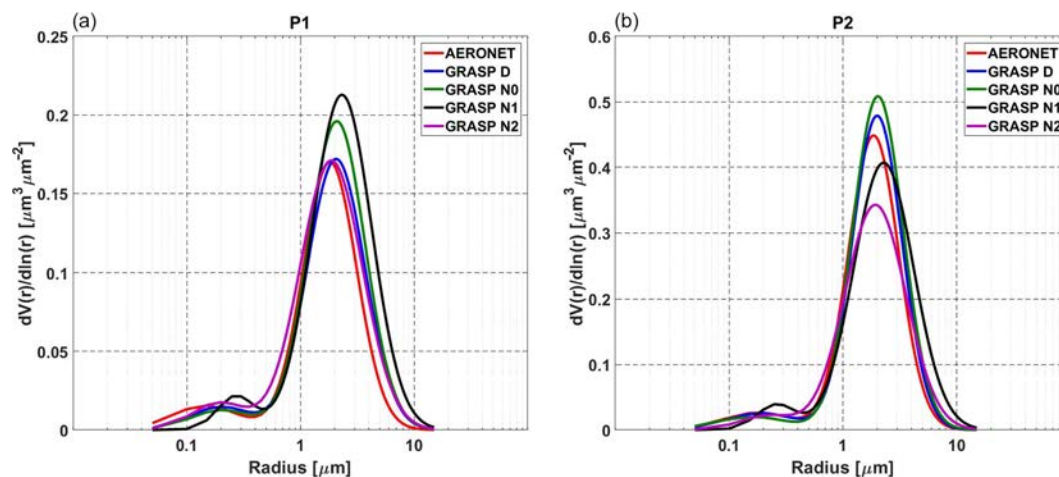 (a)
P1
0.25
0.2
0.15
0.1
0.05
0
dV(r)/dln(r) [μm³ μm⁻²]
0.1
1
10
Radius [μm]
AERONET
GRASP D
GRASP N0
GRASP N1
GRASP N2
(b)
P2
0.6
0.5
0.4
0.3
0.2
0.1
0
dV(r)/dln(r) [μm³ μm⁻²]
0.1
1
10
Radius [μm]
AERONET
GRASP D
GRASP N0
GRASP N1
GRASP N2